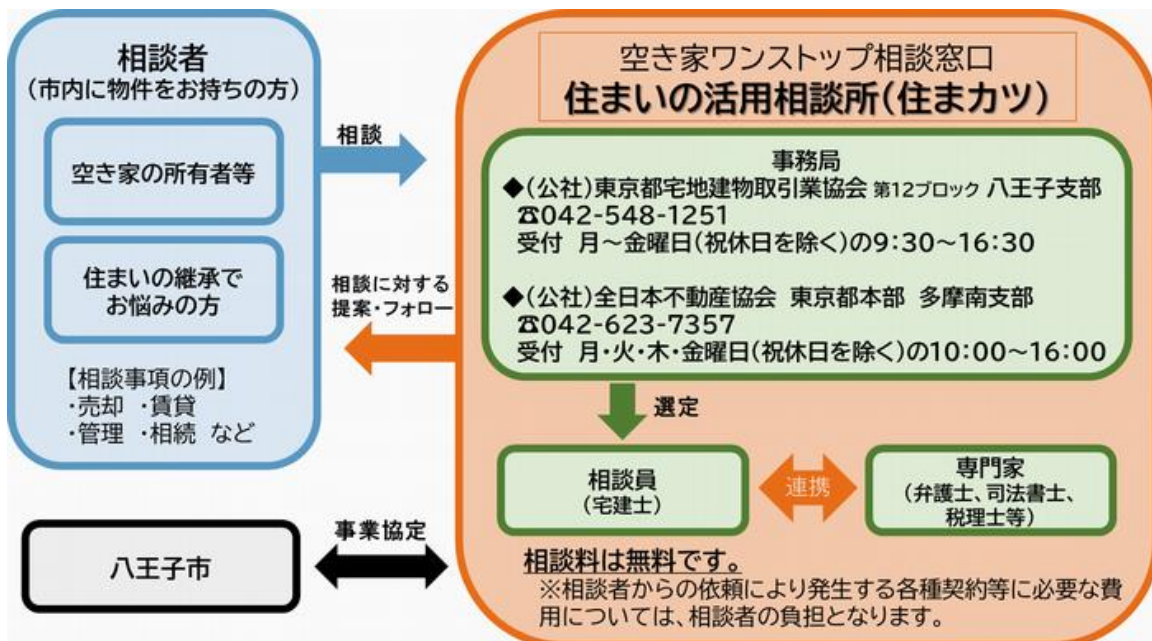 相談者
(市内に物件をお持ちの方)
空き家の所有者等
住まいの継承で
お悩みの方
【相談事項の例】
・売却 ・賃貸
・管理 ・相続 など
相談
相談に対する
提案・フォロー
空き家ワンストップ相談窓口
住まいの活用相談所(住まカツ)
事務局
◆(公社)東京都宅地建物取引業協会 第12ブロック 八王子支部
☎042-548-1251
受付 月～金曜日(祝休日を除く)の9:30～16:30
◆(公社)全日本不動産協会 東京都本部 多摩南支部
☎042-623-7357
受付 月・火・木・金曜日(祝休日を除く)の10:00～16:00
選定
相談員
(宅建士)
連携
専門家
(弁護士、司法書士、
税理士等)
相談料は無料です。
※相談者からの依頼により発生する各種契約等に必要な費
用については、相談者の負担となります。
事業協定
八王子市